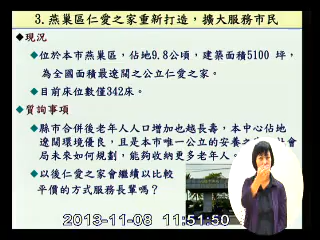 3.燕巢區仁愛之家重新打造，擴大服務市民
◆現況
◆位於本市燕巢區，佔地9.8公頃，建築面積5100 坪，
為全國面積最遼闊之公立仁愛之家。
◆目前床位數僅342床。
◆質詢事項
◆縣市合併後老年人人口增加也越長壽，本中心佔地
遼闊環境優良，且是本市唯一公立的安養之 社會
局未來如何規劃，能夠收納更多老年人。
◆以後仁愛之家會繼續以比較
平價的方式服務長輩嗎？
2013-11-08 11:51:50